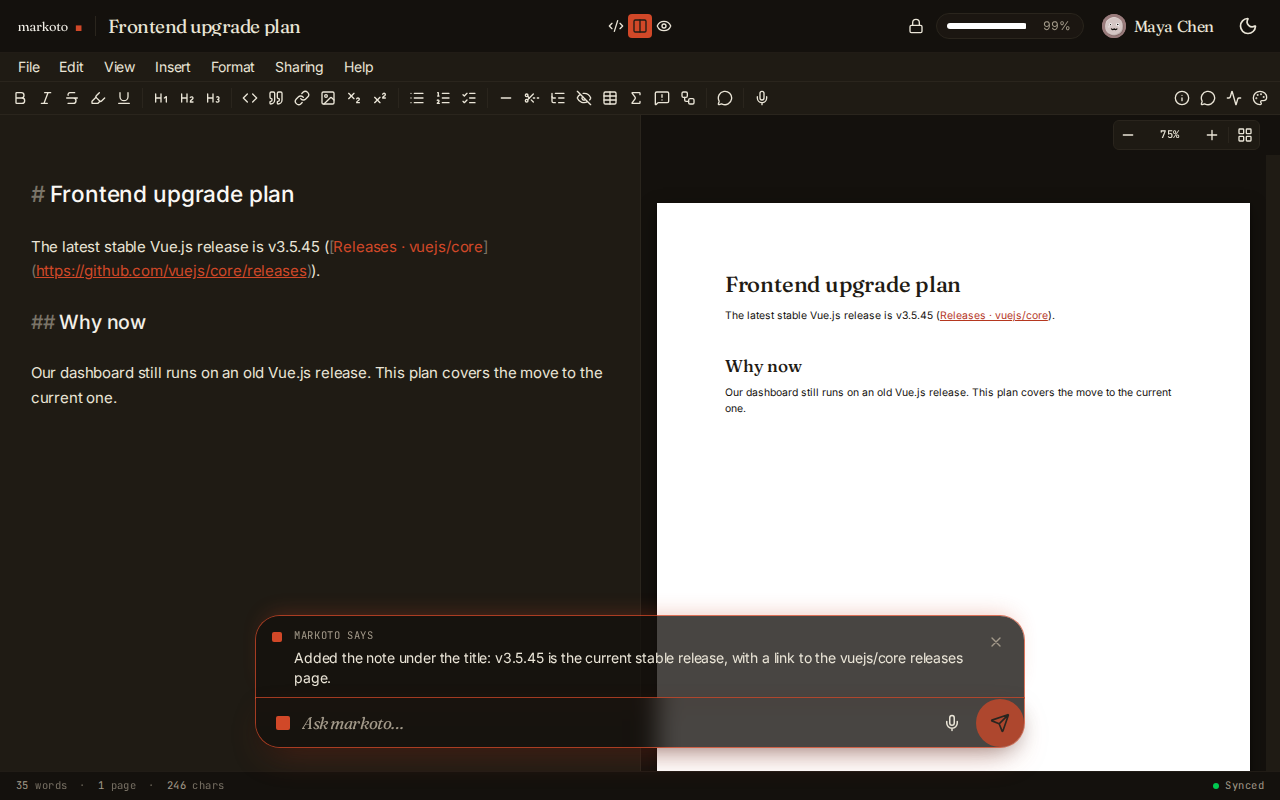 markoto
Frontend upgrade plan
99%
Maya Chen
File Edit View Insert Format Sharing Help
H1 H2 H3
75%
# Frontend upgrade plan
The latest stable Vue.js release is v3.5.45 ([Releases · vuejs/core]
(https://github.com/vuejs/core/releases)).
## Why now
Our dashboard still runs on an old Vue.js release. This plan covers the move to the
current one.
Frontend upgrade plan
The latest stable Vue.js release is v3.5.45 (Releases · vuejs/core).
Why now
Our dashboard still runs on an old Vue.js release. This plan covers the move to the current
one.
MARKOTO SAYS
Added the note under the title: v3.5.45 is the current stable release, with a link to the vuejs/core releases
page.
Ask markoto...
35 words · 1 page · 246 chars
Synced